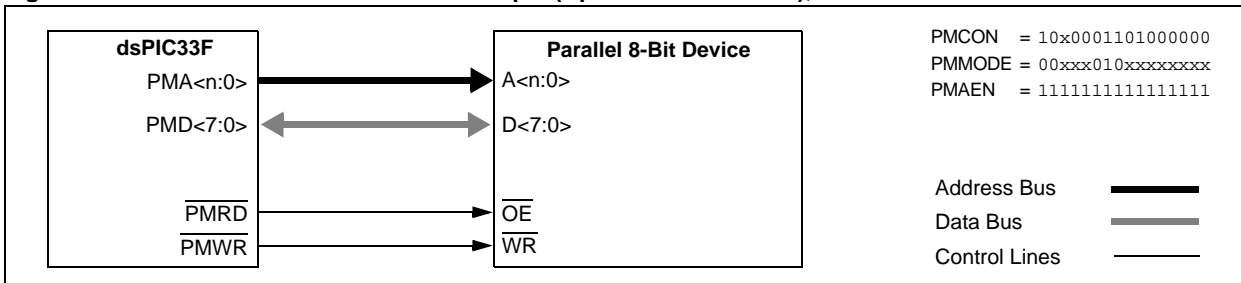 dsPIC33F
PMA<n:0>
PMD<7:0>
PMRD
PMWR
Parallel 8-Bit Device
A<n:0>
D<7:0>
OE
WR
PMCON = 10x0001101000000
PMMODE = 00xxx010xxxxxxxx
PMAEN = 1111111111111111
Address Bus
Data Bus
Control Lines